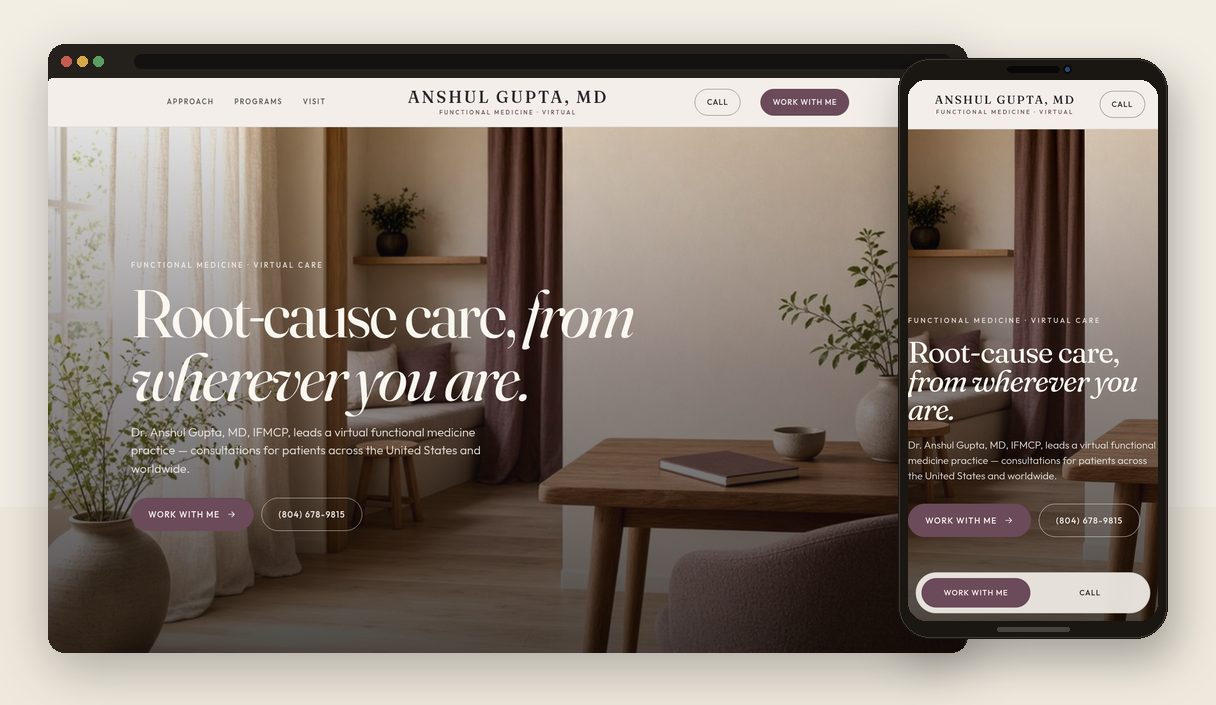 APPROACH PROGRAMS VISIT
ANSHUL GUPTA, MD
FUNCTIONAL MEDICINE · VIRTUAL
CALL
WORK WITH ME
FUNCTIONAL MEDICINE · VIRTUAL CARE
Root-cause care, from
wherever you are.
Dr. Anshul Gupta, MD, IFMCP, leads a virtual functional medicine
practice — consultations for patients across the United States and
worldwide.
WORK WITH ME →
(804) 678-9815
ANSHUL GUPTA, MD
FUNCTIONAL MEDICINE · VIRTUAL
CALL
FUNCTIONAL MEDICINE · VIRTUAL CARE
Root-cause care,
from wherever you
are.
Dr. Anshul Gupta, MD, IFMCP, leads a virtual functional
medicine practice — consultations for patients across
the United States and worldwide.
WORK WITH ME →
(804) 678-9815
WORK WITH ME
CALL